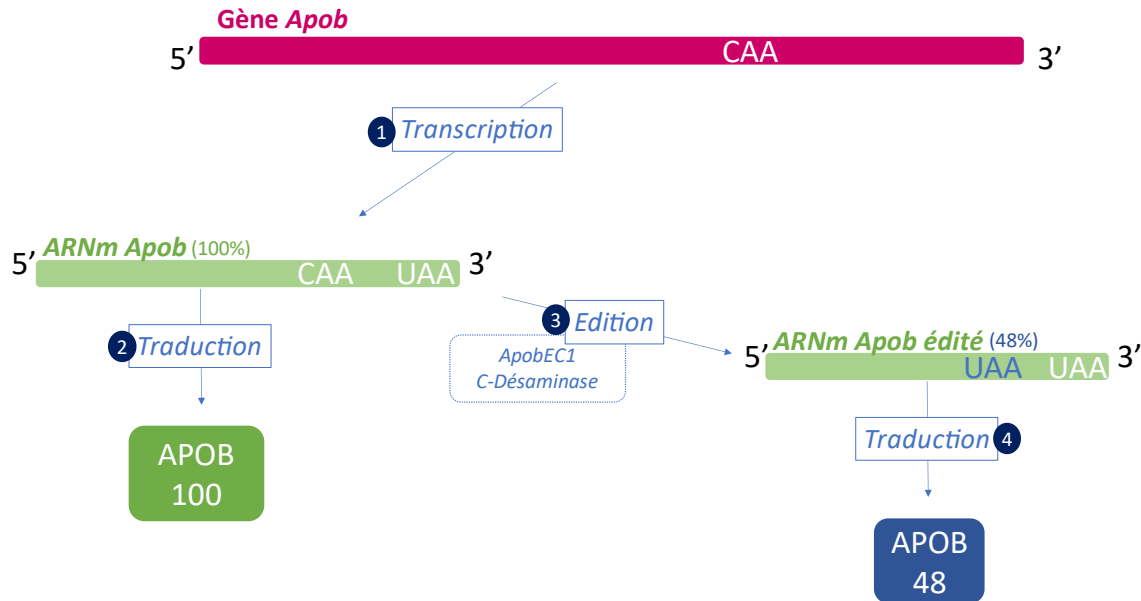 Gène Apob
5’ CAA 3’
1 Transcription
ARNm Apob (100%)
5’ CAA UAA 3’
2 Traduction
3 Edition
ApobEC1
C-Désaminase
ARNm Apob édité (48%)
5’ UAA UAA 3’
Traduction 4
APOB
100
APOB
48